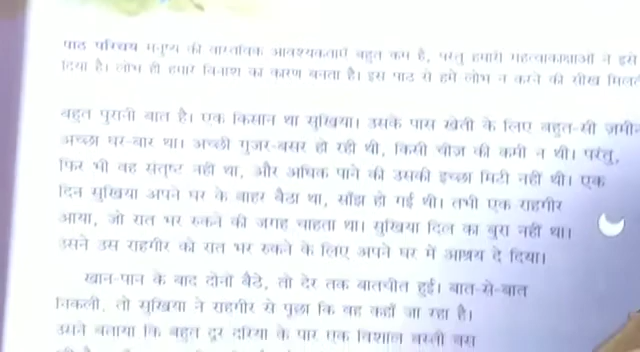 पाठ परिचय मनुष्य की वास्तविक आवश्यकताएँ बहुत कम हैं, परंतु हमारी महत्वाकांक्षाओं ने इसे
दिया है। लोभ ही हमारे विनाश का कारण बनता है। इस पाठ से हमें लोभ न करने की सीख
बहुत पुरानी बात है। एक किसान था सुखिया। उसके पास खेती के लिए बहुत-सी ज़मीन
अच्छा घर-बार था। अच्छी गुजर-बसर हो रही थी, किसी चीज की कमी न थी। परंतु,
फिर भी वह संतुष्ट नहीं था, और अधिक पाने की उसकी इच्छा मिटी नहीं थी। एक
दिन सुखिया अपने घर के बाहर बैठा था, साँझ हो गई थी। तभी एक राहगीर
आया, जो रात भर रुकने की जगह चाहता था। सुखिया दिल का बुरा नहीं था।
उसने उस राहगीर को रात भर रुकने के लिए अपने घर में आश्रय दे दिया।
खान-पान के बाद दोनों बैठे, तो देर तक बातचीत हुई। बात-से-बात
निकली, तो सुखिया ने राहगीर से पूछा कि वह कहाँ जा रहा है।
उसने बताया कि बहुत दूर दरिया के पार एक विशाल बस्ती बस